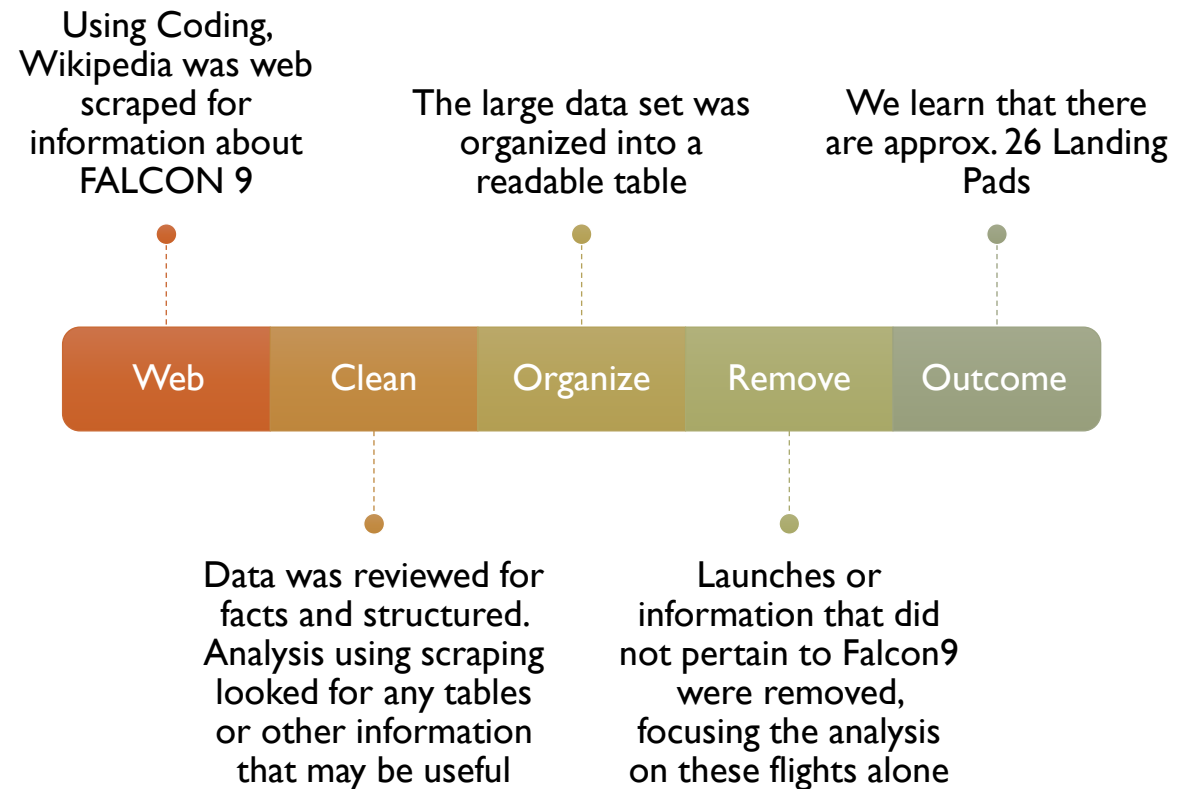 Using Coding,
Wikipedia was web
scraped for
information about
FALCON 9
The large data set was
organized into a
readable table
We learn that there
are approx. 26 Landing
Pads
Web
Clean
Organize
Remove
Outcome
Data was reviewed for
facts and structured.
Analysis using scraping
looked for any tables
or other information
that may be useful
Launches or
information that did
not pertain to Falcon9
were removed,
focusing the analysis
on these flights alone